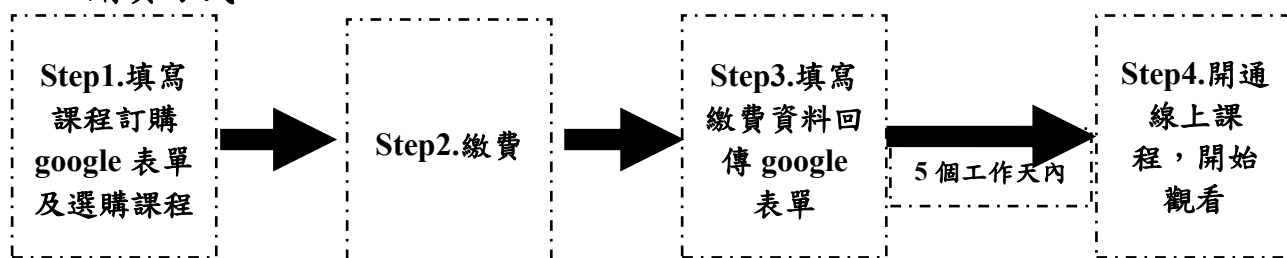 Step1.填寫
課程訂購
google 表單
及選購課程
Step2.繳費
Step3.填寫
繳費資料回
傳 google
表單
5 個工作天內
Step4.開通
線上課
程，開始
觀看